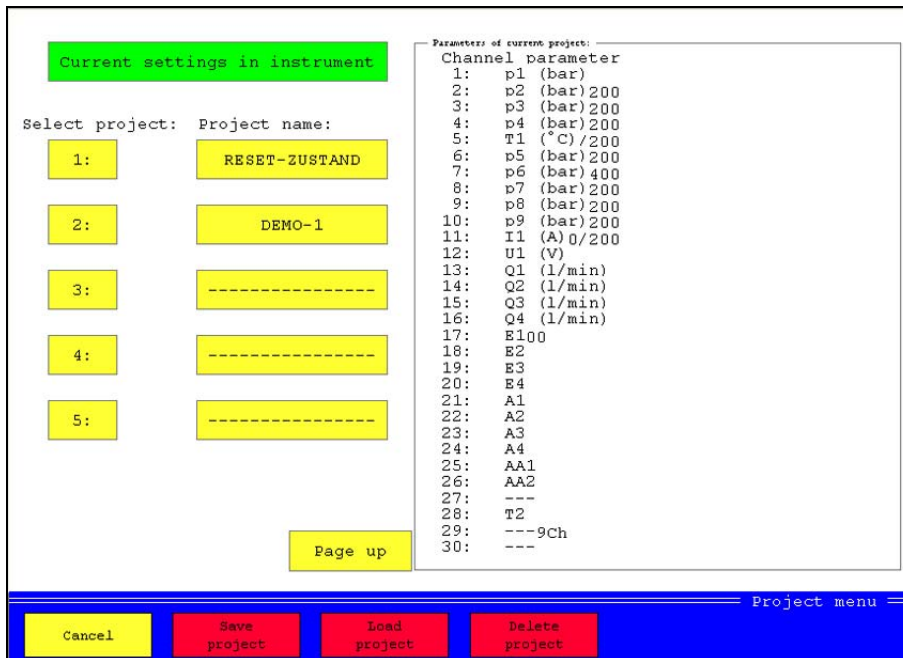 Current settings in instrument
Select project: Project name:
1: RESET-ZUSTAND
2: DEMO-1
3: ----------------
4: ----------------
5: ----------------
Page up
Parameters of current project:
Channel parameter
1: p1 (bar)
2: p2 (bar)200
3: p3 (bar)200
4: p4 (bar)200
5: T1 (°C)/200
6: p5 (bar)200
7: p6 (bar)400
8: p7 (bar)200
9: p8 (bar)200
10: p9 (bar)200
11: I1 (A)0/200
12: U1 (V)
13: Q1 (l/min)
14: Q2 (l/min)
15: Q3 (l/min)
16: Q4 (l/min)
17: E100
18: E2
19: E3
20: E4
21: A1
22: A2
23: A3
24: A4
25: AA1
26: AA2
27: ---
28: T2
29: ---9Ch
30: ---
Project menu
Cancel
Save project
Load project
Delete project